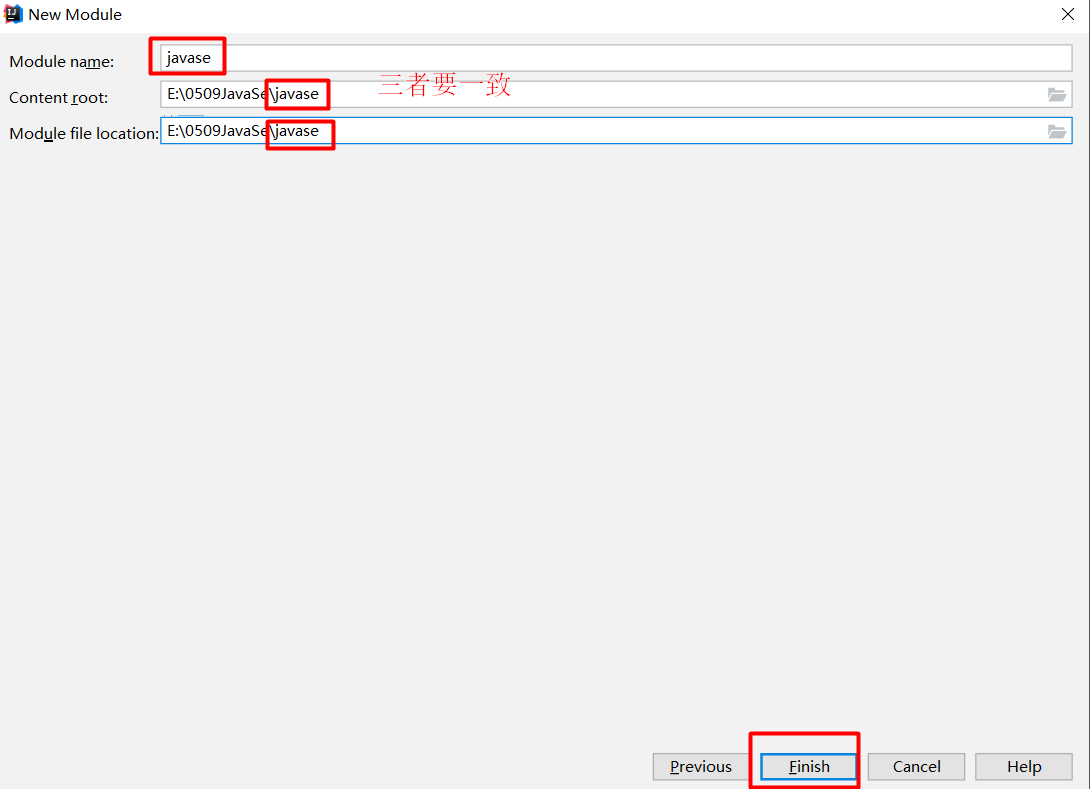 New Module
Module name: javase
三者要一致
Content root: E:\0509JavaSe\javase
Module file location: E:\0509JavaSe\javase
Previous Finish Cancel Help